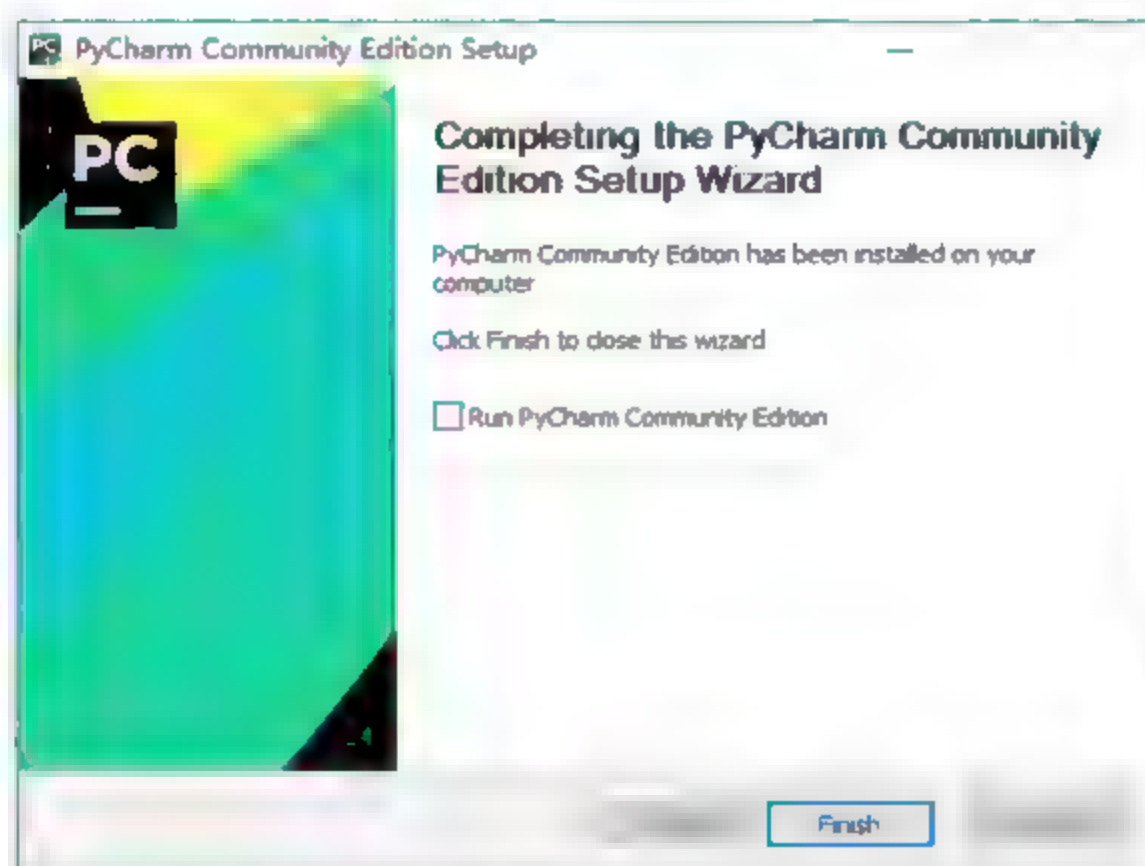 PyCharm Community Edition Setup
PC
Completing the PyCharm Community
Edition Setup Wizard
PyCharm Community Edition has been installed on your
computer
Click Finish to close this wizard
Run PyCharm Community Edition
Finish